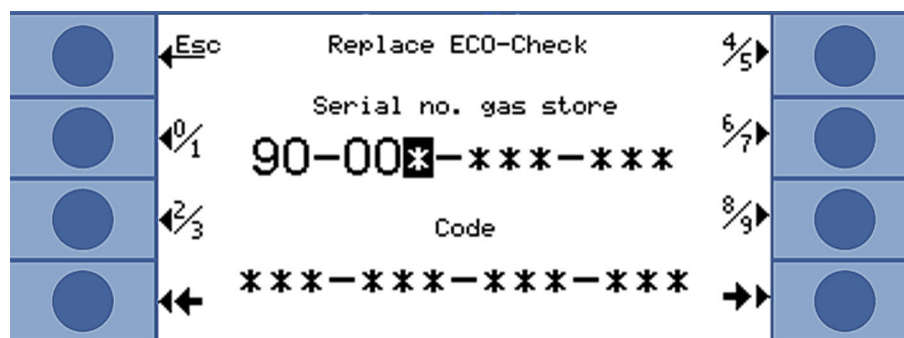 Esc Replace ECO-Check 4/5
Serial no. gas store
0/1 90-00*-***-*** 6/7
2/3 Code 8/9
***-***-***-***